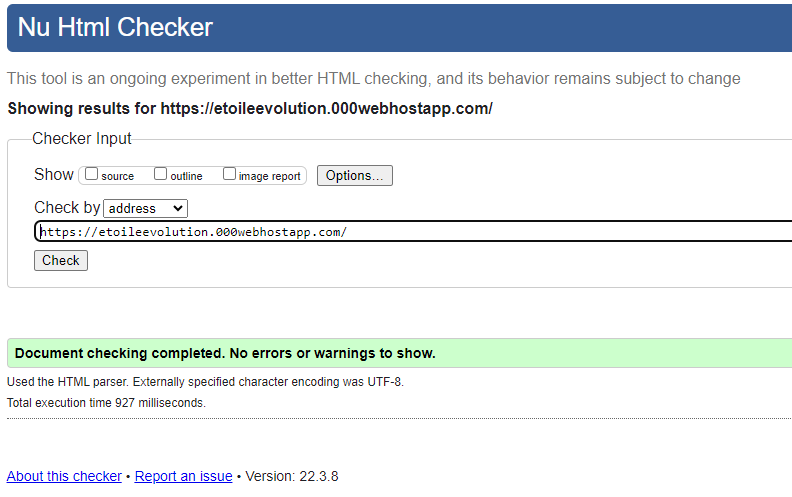 Nu Html Checker
This tool is an ongoing experiment in better HTML checking, and its behavior remains subject to change
Showing results for https://etoileevolution.000webhostapp.com/
Checker Input
Show source outline image report Options...
Check by address
https://etoileevolution.000webhostapp.com/
Check
Document checking completed. No errors or warnings to show.
Used the HTML parser. Externally specified character encoding was UTF-8.
Total execution time 927 milliseconds.
About this checker • Report an issue • Version: 22.3.8